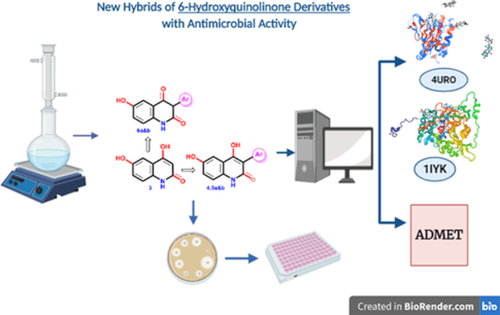 New Hybrids of 6-Hydroxyquinolinone Derivatives
with Antimicrobial Activity
HO
O
Ar
N
H
O
6a&b
HO
OH
N
H
O
3
HO
OH
Ar
N
H
O
4,5a&b
4URO
1IYK
ADMET
Created in BioRender.com bio